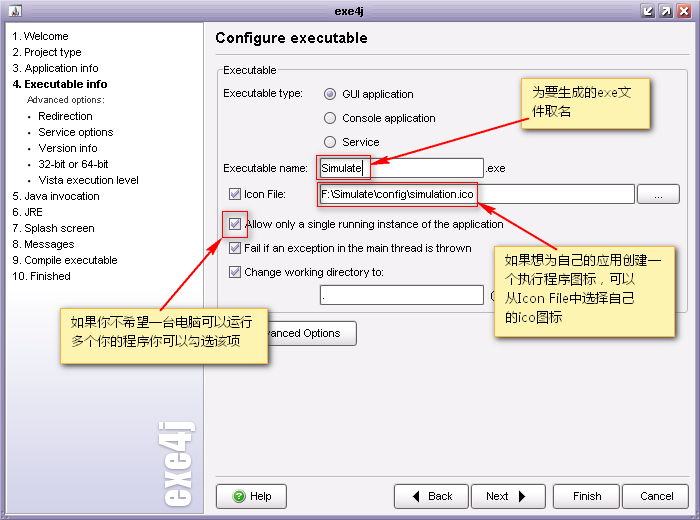 exe4j
1. Welcome
2. Project type
3. Application info
4. Executable info
Advanced options:
• Redirection
• Service options
• Version info
• 32-bit or 64-bit
• Vista execution level
5. Java invocation
6. JRE
7. Splash screen
8. Messages
9. Compile executable
10. Finished
exe4j
Configure executable
Executable
Executable type:
GUI application
Console application
Service
为要生成的exe文
件取名
Executable name:
Simulate
.exe
Icon File:
F:\Simulate\config\simulation.ico
...
Allow only a single running instance of the application
Fail if an exception in the main thread is thrown
Change working directory to:
.
(
如果想为自己的应用创建一
个执行程序图标，可以
从Icon File中选择自己
的ico图标
如果你不希望一台电脑可以运行
多个你的程序你可以勾选该项
vanced Options
Help
Back
Next
Finish
Cancel